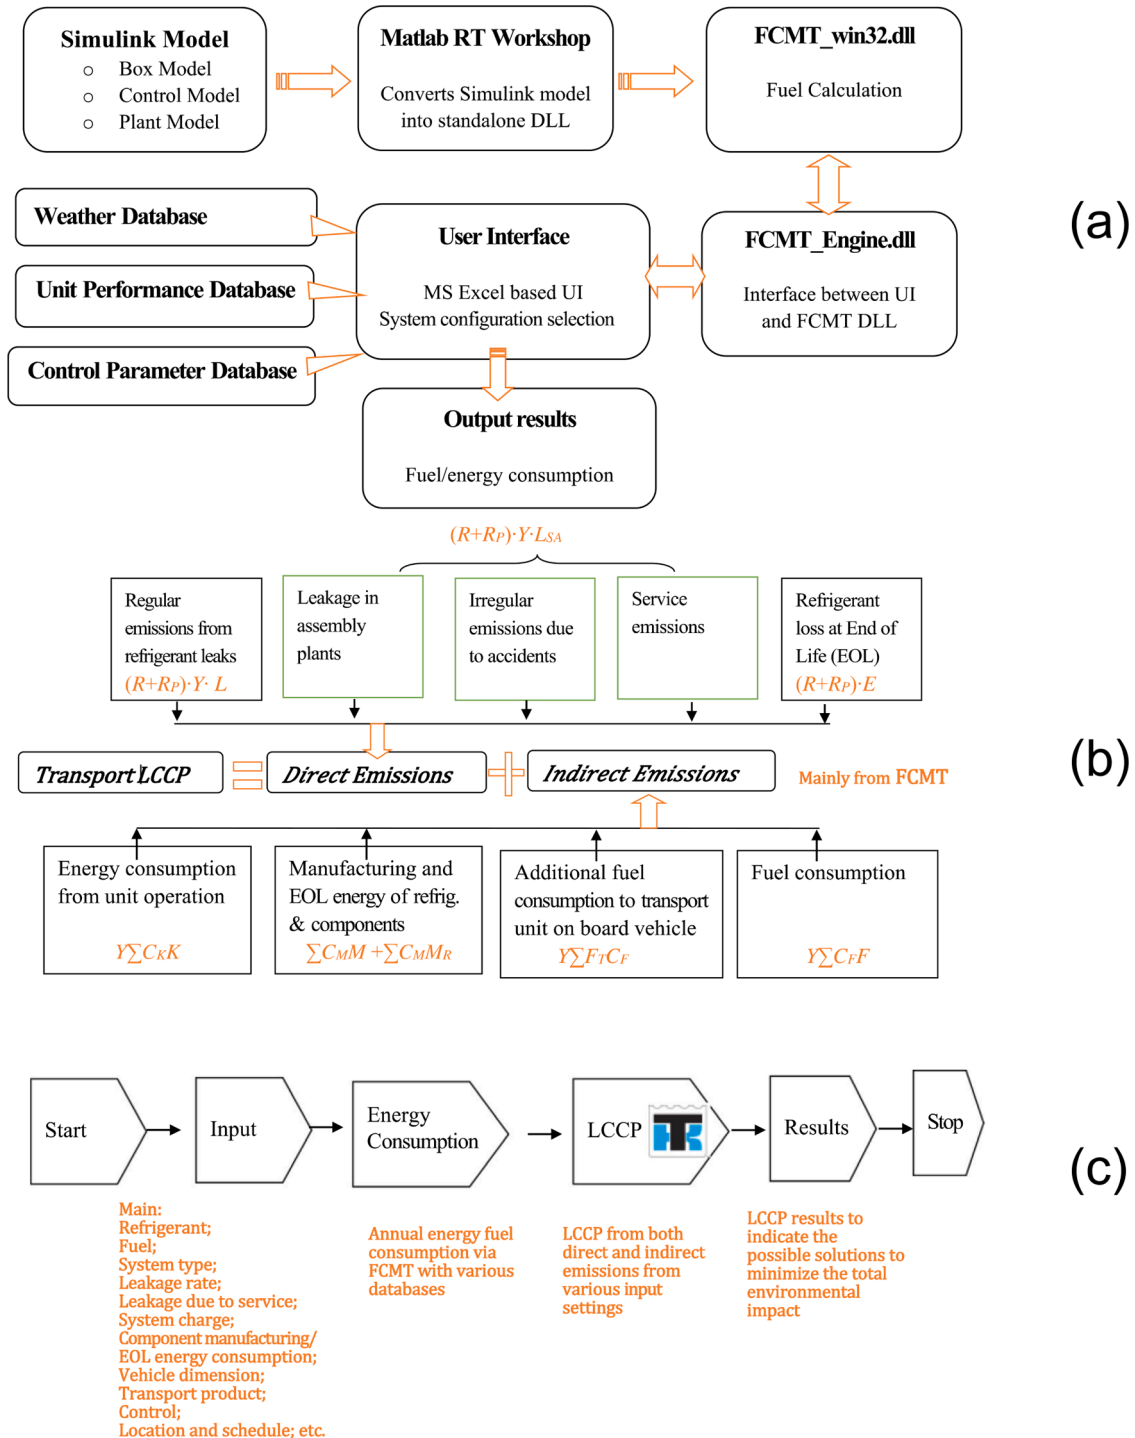 Simulink Model
o Box Model
o Control Model
o Plant Model
Matlab RT Workshop
Converts Simulink model
into standalone DLL
FCMT_win32.dll
Fuel Calculation
(a)
Weather Database
Unit Performance Database
Control Parameter Database
User Interface
MS Excel based UI
System configuration selection
FCMT_Engine.dll
Interface between UI
and FCMT DLL
Output results
Fuel/energy consumption
(R+RP)·Y·LSA
Regular
emissions from
refrigerant leaks
(R+RP)·Y· L
Leakage in
assembly
plants
Irregular
emissions due
to accidents
Service
emissions
Refrigerant
loss at End of
Life (EOL)
(R+RP)·E
(b)
Transport LCCP
Direct Emissions
Indirect Emissions
Mainly from FCMT
Energy consumption
from unit operation
Y∑CKK
Manufacturing and
EOL energy of refrig.
& components
∑CMM +∑CMMR
Additional fuel
consumption to transport
unit on board vehicle
Y∑FTCF
Fuel consumption
Y∑CFF
(c)
Start
Input
Energy
Consumption
LCCP
TK
Results
Stop
Main:
Refrigerant;
Fuel;
System type;
Leakage rate;
Leakage due to service;
System charge;
Component manufacturing/
EOL energy consumption;
Vehicle dimension;
Transport product;
Control;
Location and schedule; etc.
Annual energy fuel
consumption via
FCMT with various
databases
LCCP from both
direct and indirect
emissions from
various input
settings
LCCP results to
indicate the
possible solutions to
minimize the total
environmental
impact